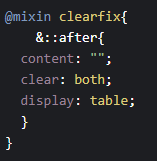 @mixin clearfix{
&::after{
content: "";
clear: both;
display: table;
}
}